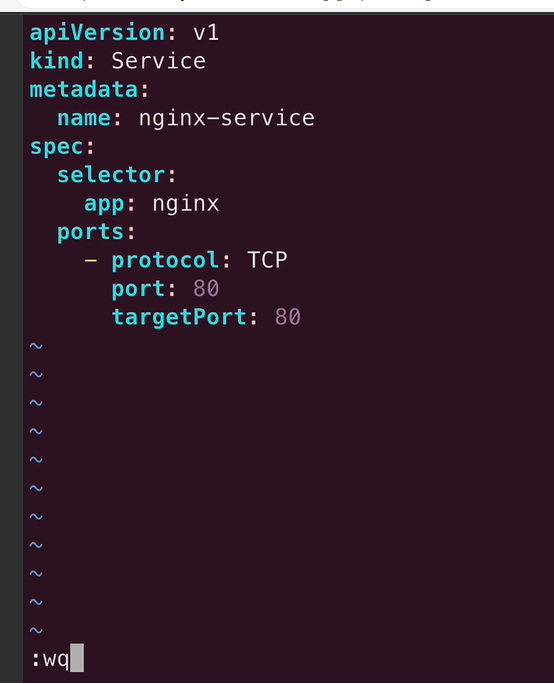 apiVersion: v1
kind: Service
metadata:
  name: nginx-service
spec:
  selector:
    app: nginx
  ports:
    - protocol: TCP
      port: 80
      targetPort: 80
~
~
~
~
~
~
~
~
~
~
~
:wq